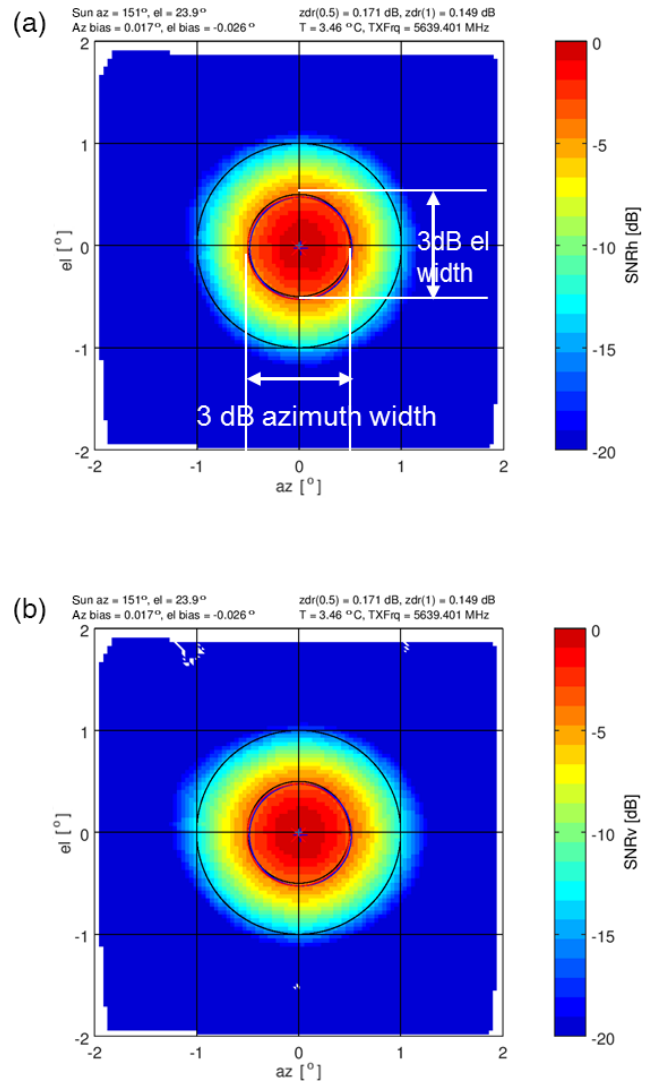 (a)
Sun az = 151°, el = 23.9° zdr(0.5) = 0.171 dB, zdr(1) = 0.149 dB
Az bias = 0.017°, el bias = -0.026° T = 3.46 °C, TXFrq = 5639.401 MHz
2
1
0
-1
-2
el [°]
3dB el
width
3 dB azimuth width
-2 -1 0 1 2
az [°]
0
-5
-10
-15
-20
SNRh [dB]
(b)
Sun az = 151°, el = 23.9° zdr(0.5) = 0.171 dB, zdr(1) = 0.149 dB
Az bias = 0.017°, el bias = -0.026° T = 3.46 °C, TXFrq = 5639.401 MHz
2
1
0
-1
-2
el [°]
-2 -1 0 1 2
az [°]
0
-5
-10
-15
-20
SNRv [dB]